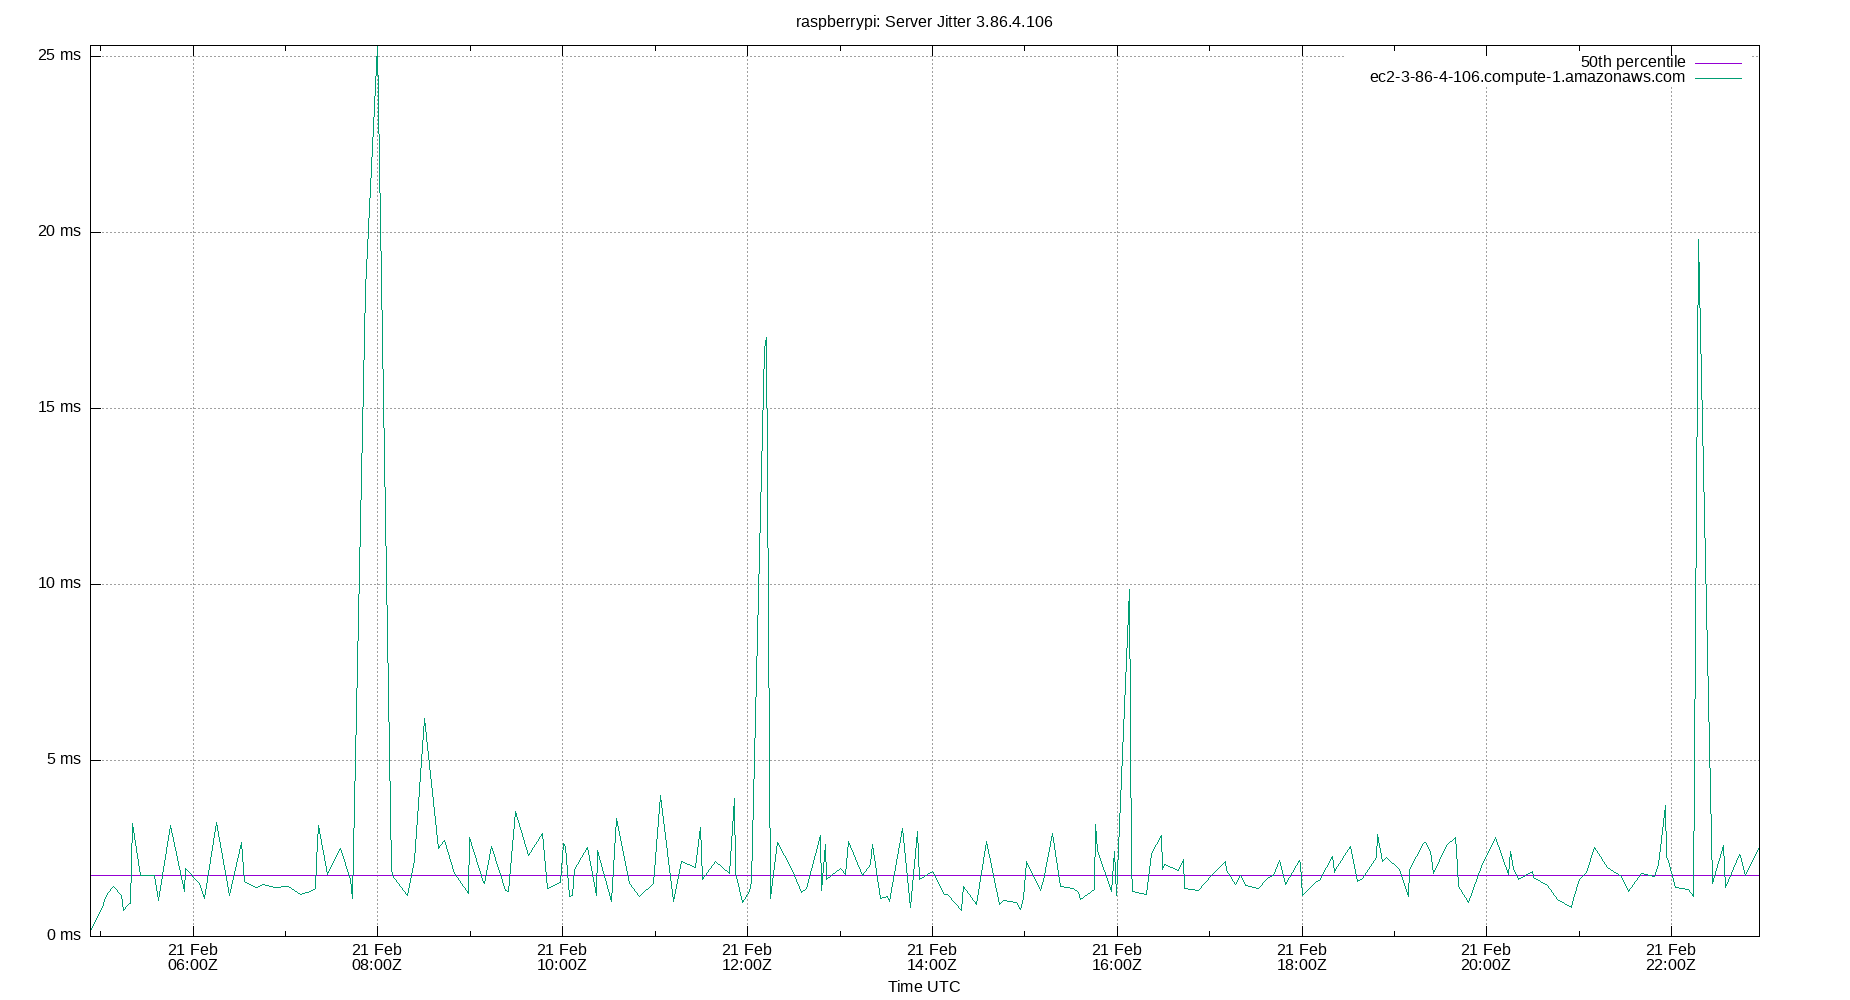 raspberrypi: Server Jitter 3.86.4.106
25 ms
20 ms
15 ms
10 ms
5 ms
0 ms
50th percentile
ec2-3-86-4-106.compute-1.amazonaws.com
21 Feb
06:00Z
21 Feb
08:00Z
21 Feb
10:00Z
21 Feb
12:00Z
21 Feb
14:00Z
21 Feb
16:00Z
21 Feb
18:00Z
21 Feb
20:00Z
21 Feb
22:00Z
Time UTC